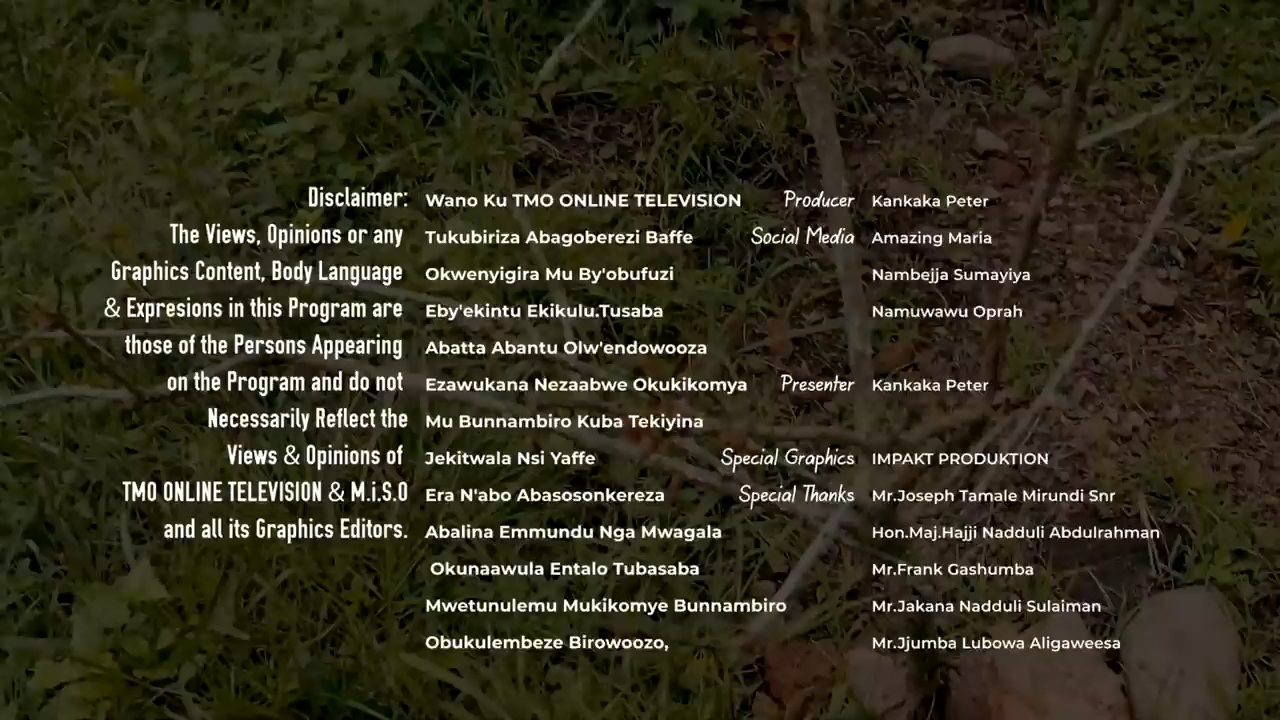 Disclaimer:
The Views, Opinions or any
Graphics Content, Body Language
& Expresions in this Program are
those of the Persons Appearing
on the Program and do not
Necessarily Reflect the
Views & Opinions of
TMO ONLINE TELEVISION & M.i.S.O
and all its Graphics Editors.
Wano Ku TMO ONLINE TELEVISION
Tukubiriza Abagoberezi Baffe
Okwenyigira Mu By'obufuzi
Eby'ekintu Ekikulu.Tusaba
Abatta Abantu Olw'endowooza
Ezawukana Nezaabwe Okukikomya
Mu Bunnambiro Kuba Tekiyina
Jekitwala Nsi Yaffe
Era N'abo Abasosonkereza
Abalina Emmundu Nga Mwagala
Okunaawula Entalo Tubasaba
Mwetunulemu Mukikomye Bunnambiro
Obukulembeze Birowoozo,
Producer Kankaka Peter
Social Media Amazing Maria
Nambejja Sumayiya
Namuwawu Oprah
Presenter Kankaka Peter
Special Graphics IMPAKT PRODUKTION
Special Thanks Mr.Joseph Tamale Mirundi Snr
Hon.Maj.Hajji Nadduli Abdulrahman
Mr.Frank Gashumba
Mr.Jakana Nadduli Sulaiman
Mr.Jjumba Lubowa Aligaweesa